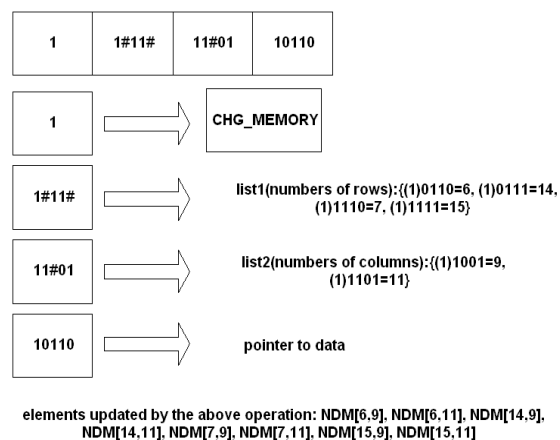 1 1#11# 11#01 10110
1 CHG_MEMORY
1#11# list1(numbers of rows):{(1)0110=6, (1)0111=14,
(1)1110=7, (1)1111=15}
11#01 list2(numbers of columns):{(1)1001=9,
(1)1101=11}
10110 pointer to data
elements updated by the above operation: NDM[6,9], NDM[6,11], NDM[14,9],
NDM[14,11], NDM[7,9], NDM[7,11], NDM[15,9], NDM[15,11]